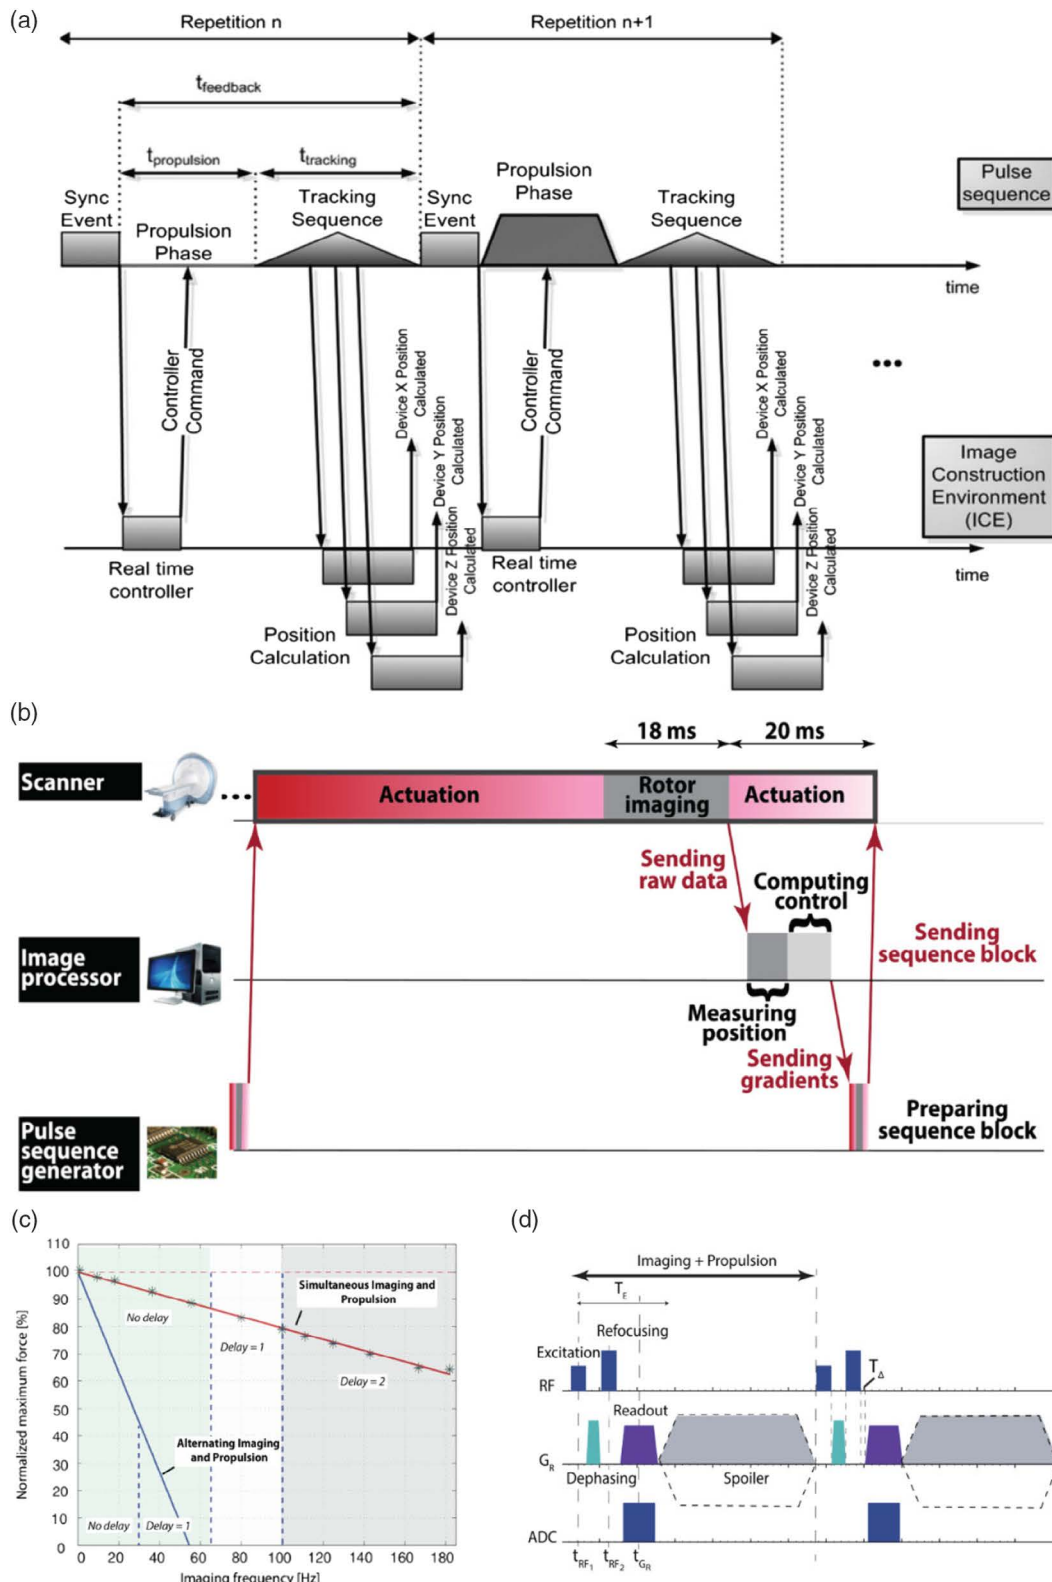 (a)
Repetition n
Repetition n+1
tfeedback
tpropulsion
ttracking
Sync
Event
Propulsion
Phase
Tracking
Sequence
Sync
Event
Propulsion
Phase
Tracking
Sequence
Pulse
sequence
time
Controller
Command
Device X Position
Calculated
Device Y Position
Calculated
Device Z Position
Calculated
Controller
Command
Device X Position
Calculated
Device Y Position
Calculated
Device Z Position
Calculated
...
Image
Construction
Environment
(ICE)
Real time
controller
Real time
controller
time
Position
Calculation
Position
Calculation
(b)
18 ms
20 ms
Scanner
...
Actuation
Rotor
imaging
Actuation
Sending
raw data
Computing
control
Image
processor
Sending
sequence block
Measuring
position
Sending
gradients
Pulse
sequence
generator
Preparing
sequence block
(c)
Normalized maximum force [%]
110
100
90
80
70
60
50
40
30
20
10
0
Simultaneous Imaging and
Propulsion
No delay
Delay = 1
Delay = 2
Alternating Imaging
and Propulsion
No delay
Delay = 1
0 20 40 60 80 100 120 140 160 180
Imaging frequency [Hz]
(d)
Imaging + Propulsion
TE
Refocusing
Excitation
RF
TΔ
Readout
GR
Dephasing
Spoiler
ADC
tRF1 tRF2 tGR